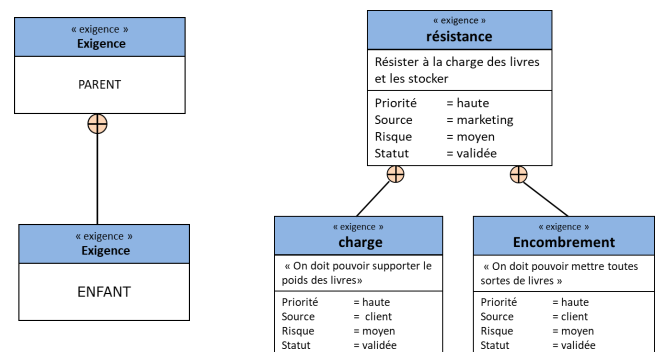 « exigence »
Exigence
PARENT
« exigence »
Exigence
ENFANT
« exigence »
résistance
Résister à la charge des livres
et les stocker
Priorité = haute
Source = marketing
Risque = moyen
Statut = validée
« exigence »
charge
« On doit pouvoir supporter le
poids des livres»
Priorité = haute
Source = client
Risque = moyen
Statut = validée
« exigence »
Encombrement
« On doit pouvoir mettre toutes
sortes de livres »
Priorité = haute
Source = client
Risque = moyen
Statut = validée